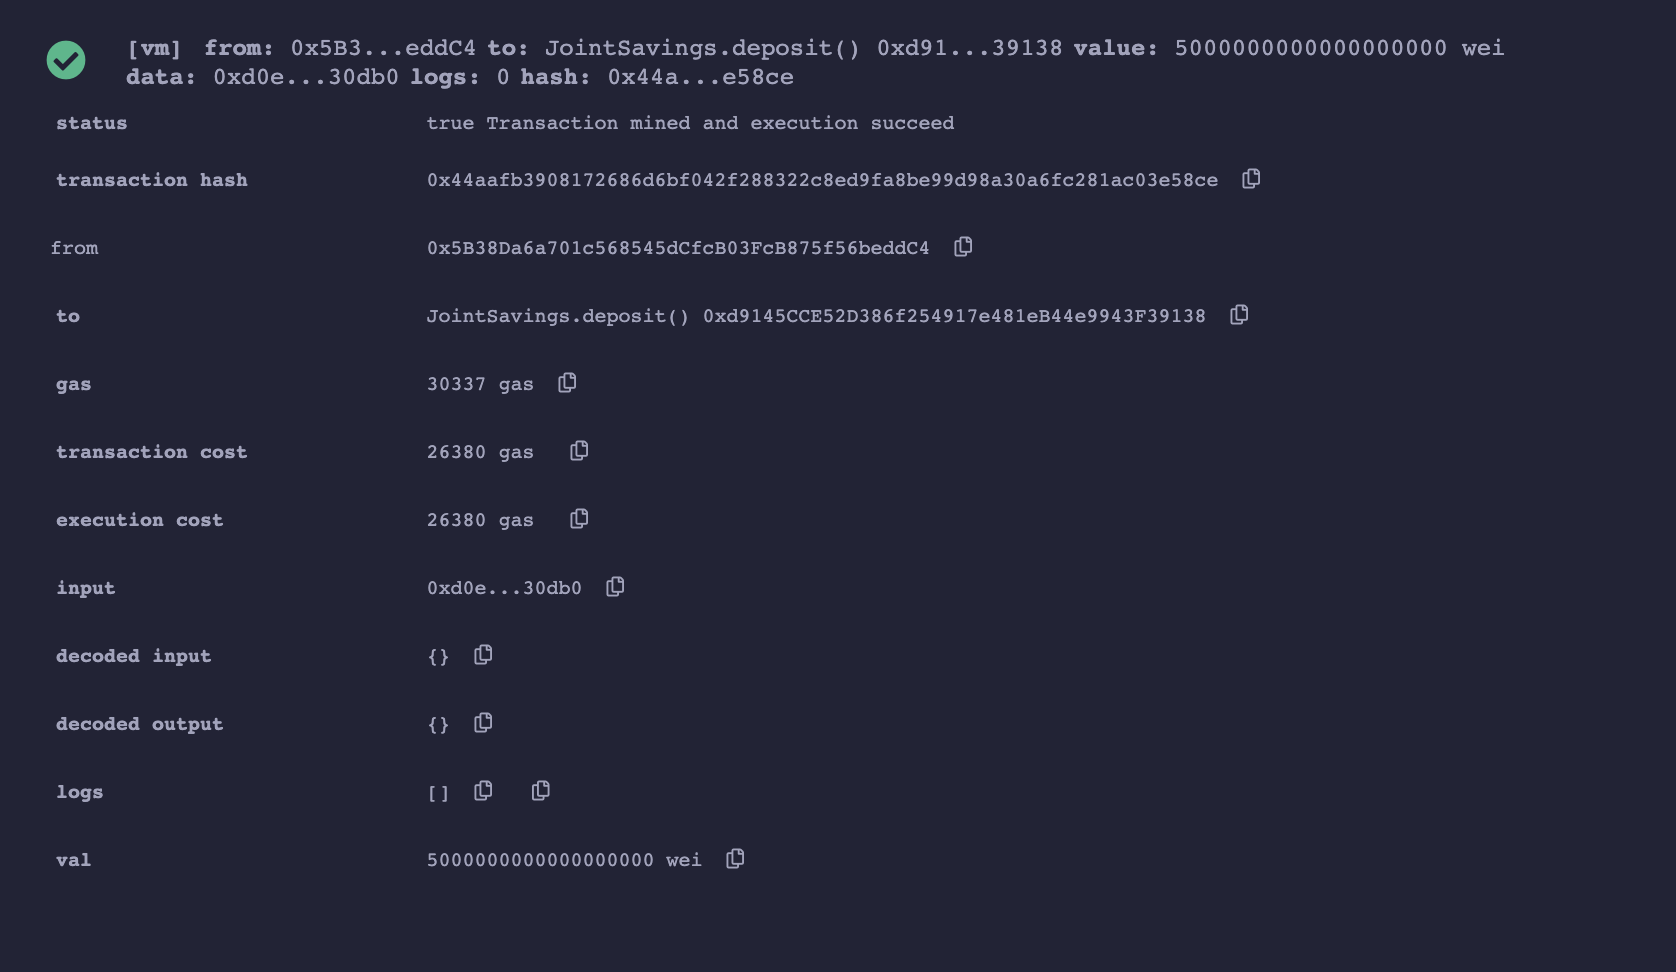 [vm] from: 0x5B3...eddC4 to: JointSavings.deposit() 0xd91...39138 value: 5000000000000000000 wei
data: 0xd0e...30db0 logs: 0 hash: 0x44a...e58ce
status true Transaction mined and execution succeed
transaction hash 0x44aafb3908172686d6bf042f288322c8ed9fa8be99d98a30a6fc281ac03e58ce
from 0x5B38Da6a701c568545dCfcB03FcB875f56beddC4
to JointSavings.deposit() 0xd9145CCE52D386f254917e481eB44e9943F39138
gas 30337 gas
transaction cost 26380 gas
execution cost 26380 gas
input 0xd0e...30db0
decoded input {}
decoded output {}
logs []
val 5000000000000000000 wei